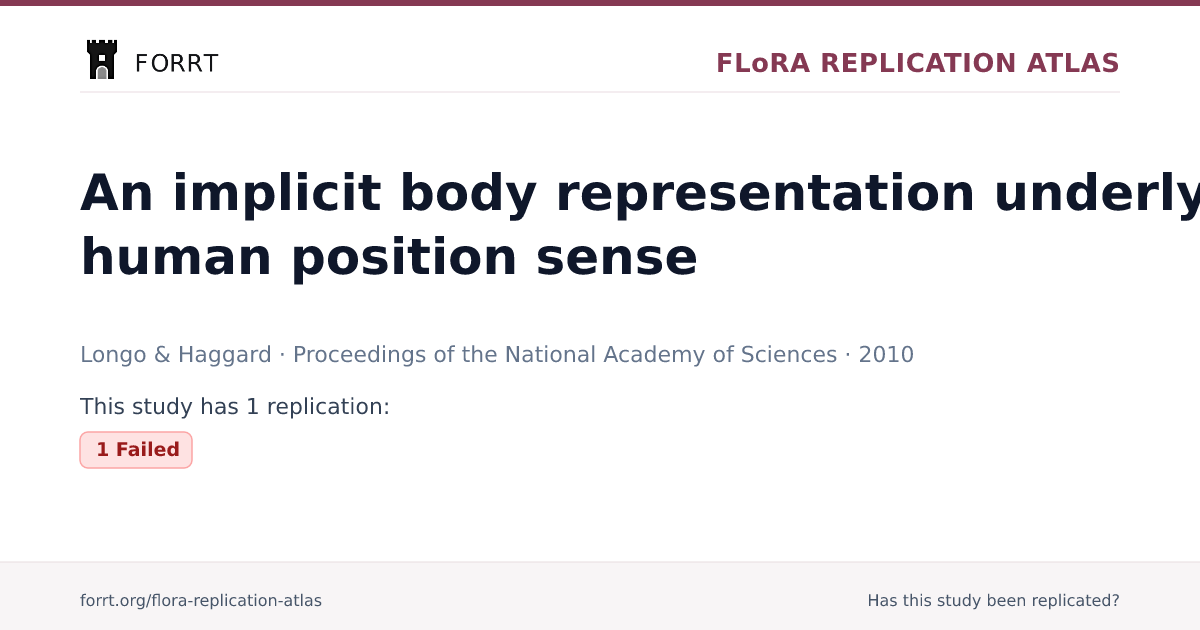 FORRT
FLoRA REPLICATION ATLAS
An implicit body representation underly
human position sense
Longo & Haggard · Proceedings of the National Academy of Sciences · 2010
This study has 1 replication:
1 Failed
forrt.org/flora-replication-atlas
Has this study been replicated?